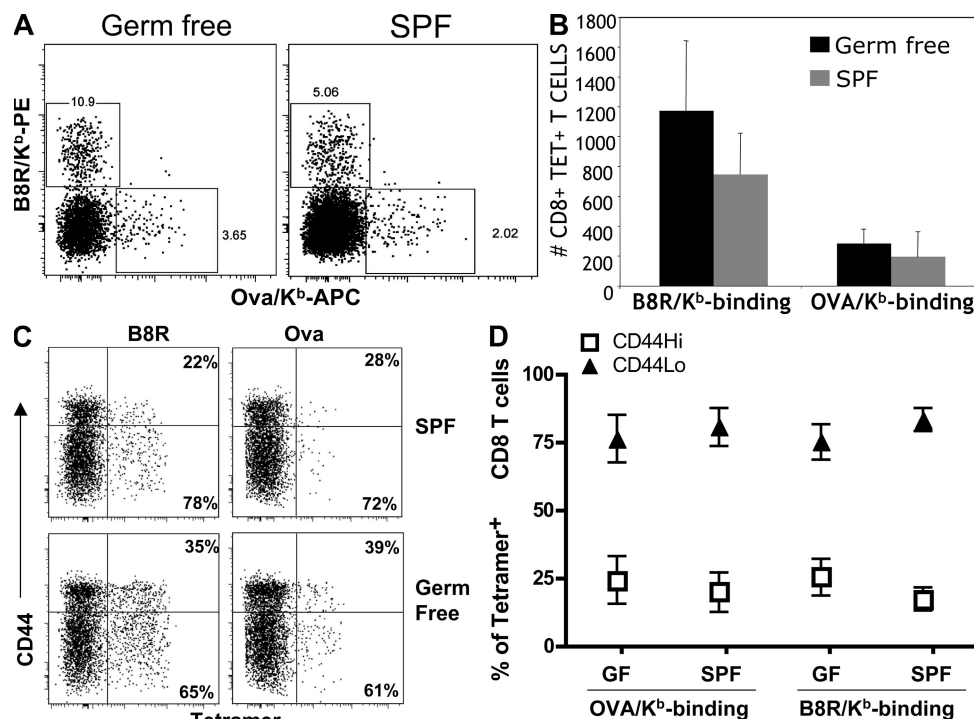 A
Germ free
SPF
B8R/Kᵇ-PE
10.9
3.65
5.06
2.02
Ova/Kᵇ-APC
B
# CD8+ TET+ T CELLS
1800
1600
1400
1200
1000
800
600
400
200
0
Germ free
SPF
B8R/Kᵇ-binding
OVA/Kᵇ-binding
C
B8R
Ova
22%
28%
SPF
78%
72%
35%
39%
Germ
Free
65%
61%
CD44
Tetramer
D
CD44Hi
CD44Lo
% of Tetramer⁺ CD8 T cells
100
75
50
25
0
GF
SPF
GF
SPF
OVA/Kᵇ-binding
B8R/Kᵇ-binding